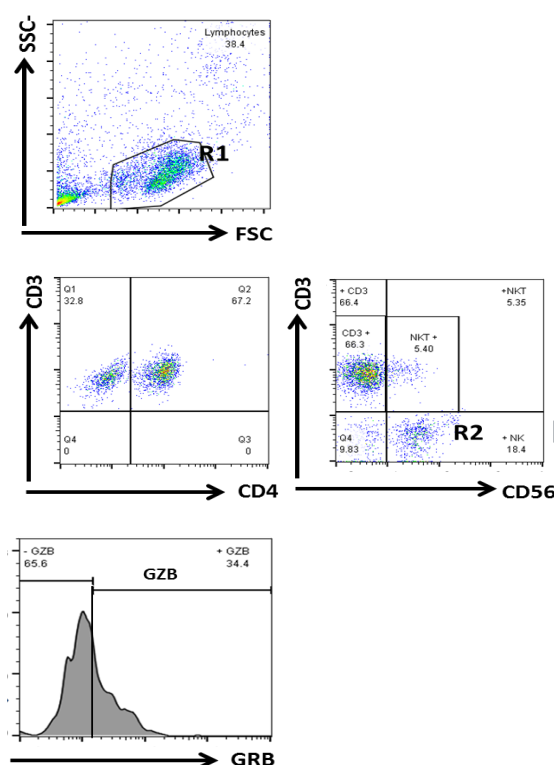 SSC-
Lymphocytes
38.4
R1
FSC
CD3
Q1
32.8
Q2
67.2
Q4
0
Q3
0
CD4
CD3
+ CD3
66.4
+NKT
5.35
CD3 +
66.3
NKT +
5.40
R2
Q4
9.83
+ NK
18.4
CD56
- GZB
65.6
GZB
+ GZB
34.4
GRB